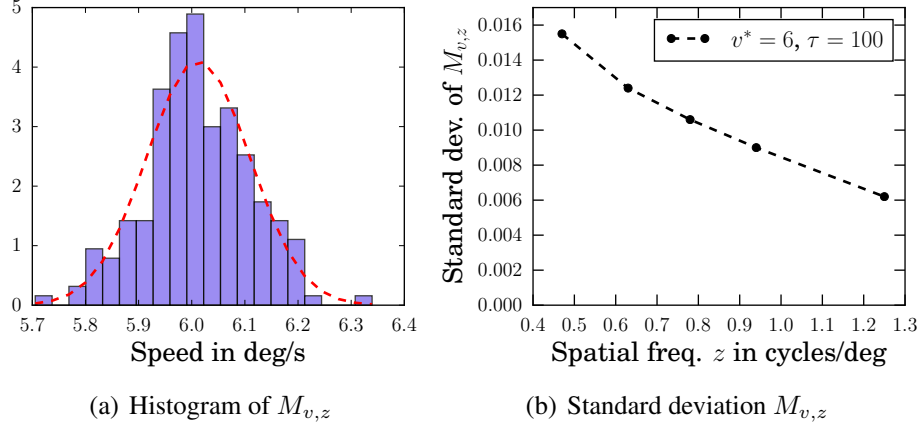 5
4
3
2
1
0
5.7 5.8 5.9 6.0 6.1 6.2 6.3 6.4
Speed in deg/s
(a) Histogram of $M_{v,z}$
Standard dev. of $M_{v,z}$
0.016
0.014
0.012
0.010
0.008
0.006
0.004
0.002
0.000
$v^* = 6$, $\tau = 100$
0.4 0.5 0.6 0.7 0.8 0.9 1.0 1.1 1.2 1.3
Spatial freq. $z$ in cycles/deg
(b) Standard deviation $M_{v,z}$